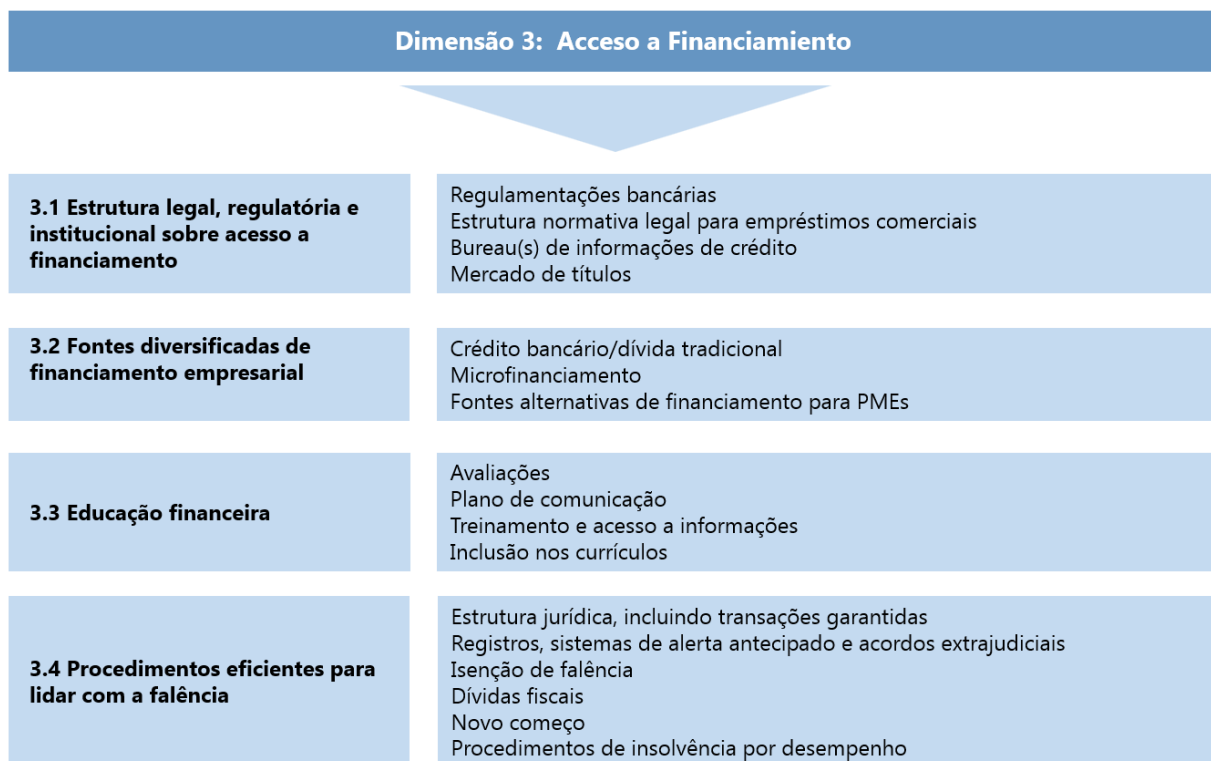 Dimensão 3:  Acceso a Financiamiento
3.1 Estrutura legal, regulatória e
institucional sobre acesso a
financiamento
Regulamentações bancárias
Estrutura normativa legal para empréstimos comerciais
Bureau(s) de informações de crédito
Mercado de títulos
3.2 Fontes diversificadas de
financiamento empresarial
Crédito bancário/dívida tradicional
Microfinanciamento
Fontes alternativas de financiamento para PMEs
3.3 Educação financeira
Avaliações
Plano de comunicação
Treinamento e acesso a informações
Inclusão nos currículos
3.4 Procedimentos eficientes para
lidar com a falência
Estrutura jurídica, incluindo transações garantidas
Registros, sistemas de alerta antecipado e acordos extrajudiciais
Isenção de falência
Dívidas fiscais
Novo começo
Procedimentos de insolvência por desempenho